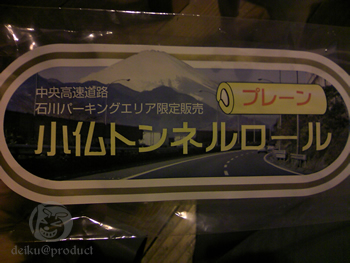 中央高速道路
石川パーキングエリア限定販売
プレーン
小仏トンネルロール
deiku@product